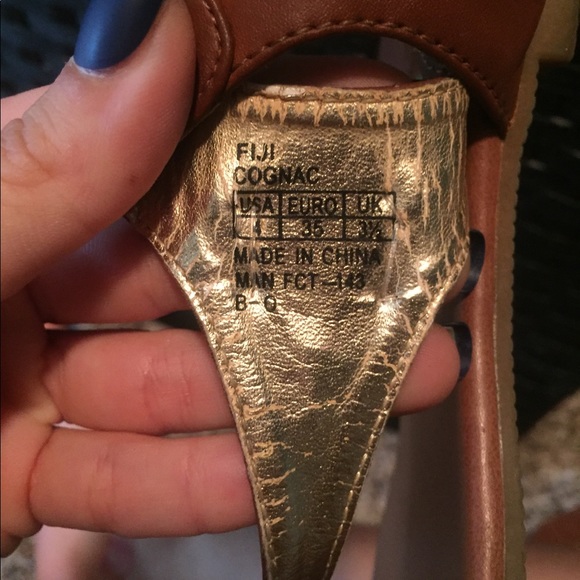 FIJI
COGNAC
USA EURO UK
4 35 3½
MADE IN CHINA
MAN FCT-143
B-Q